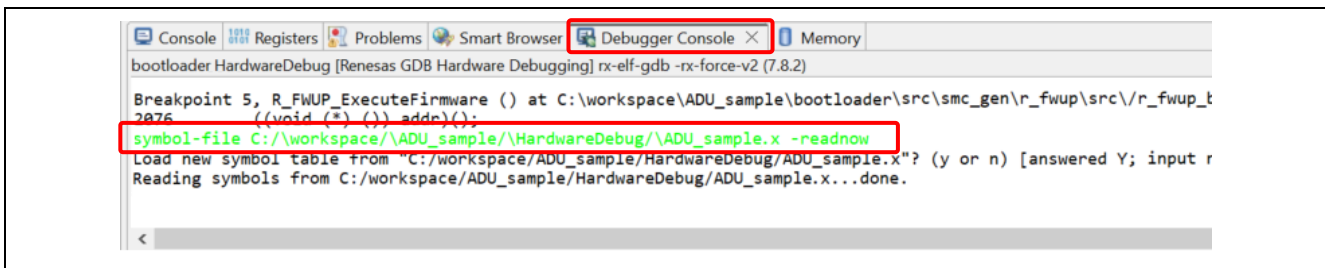 Console Registers Problems Smart Browser Debugger Console Memory
bootloader HardwareDebug [Renesas GDB Hardware Debugging] rx-elf-gdb -rx-force-v2 (7.8.2)
Breakpoint 5, R_FWUP_ExecuteFirmware () at C:\workspace\ADU_sample\bootloader\src\smc_gen\r_fwup\src\/r_fwup_
2076 ((void (*) ()) addr)();
symbol-file C:/\workspace/\ADU_sample/\HardwareDebug/\ADU_sample.x -readnow
Load new symbol table from "C:/workspace/ADU_sample/HardwareDebug/ADU_sample.x"? (y or n) [answered Y; input
Reading symbols from C:/workspace/ADU_sample/HardwareDebug/ADU_sample.x...done.